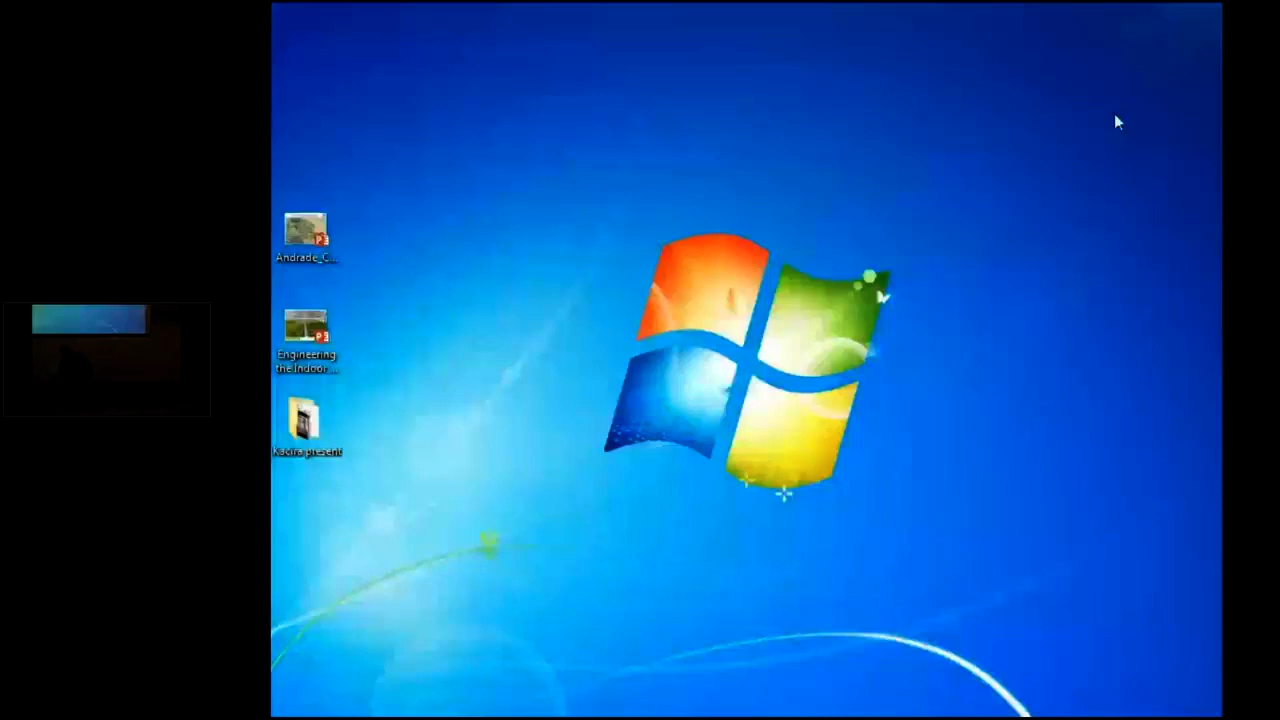 Andrade_C...
Engineering
the Indoor ...
Kacira present